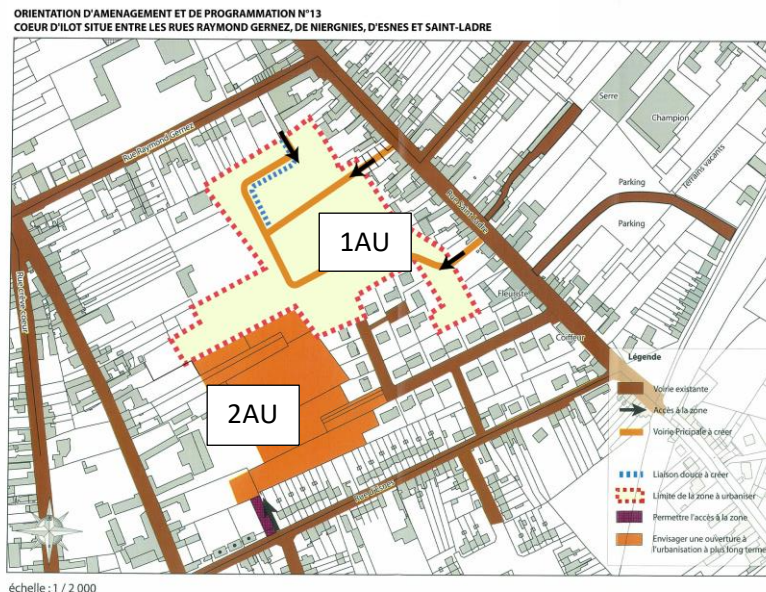 ORIENTATION D'AMENAGEMENT ET DE PROGRAMMATION N°13
COEUR D'ILOT SITUE ENTRE LES RUES RAYMOND GERNEZ, DE NIERGNIES, D'ESNES ET SAINT-LADRE
Rue Raymond Gernez
Serre
Champion
Terrains vacants
Parking
Parking
Rue Saint Ladre
1AU
Fleuriste
Coiffeur
2AU
Rue d'Esnes
Légende
Voirie existante
Accès à la zone
Voirie Pricipale à créer
Liaison douce à créer
Limite de la zone à urbaniser
Permettre l'accès à la zone
Envisager une ouverture à
l'urbanisation à plus long terme
échelle : 1 / 2 000